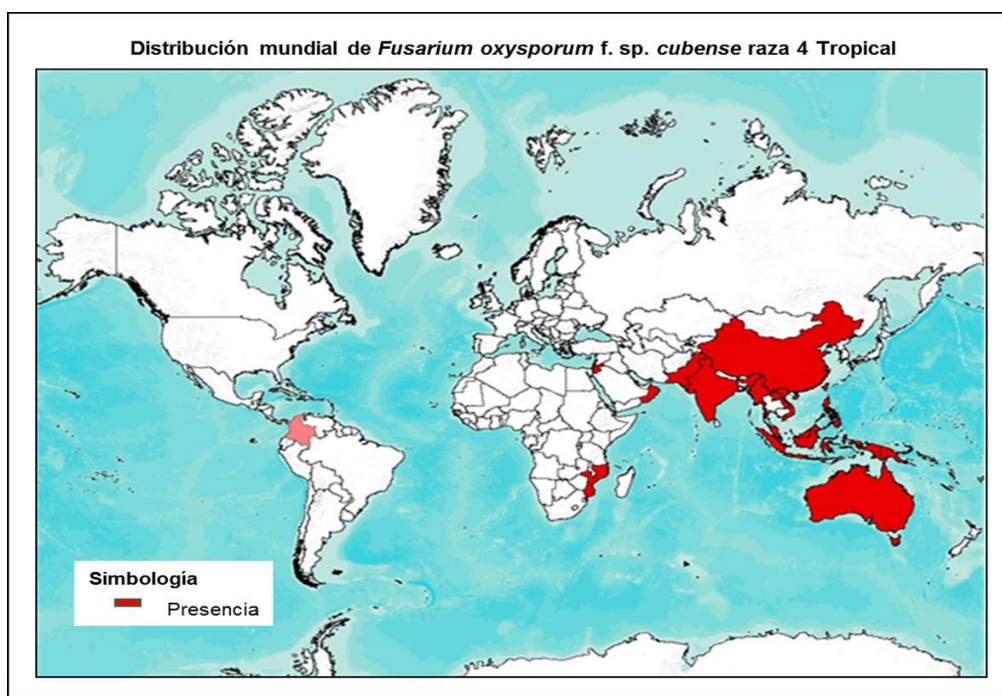 Distribución mundial de Fusarium oxysporum f. sp. cubense raza 4 Tropical
Simbología
Presencia